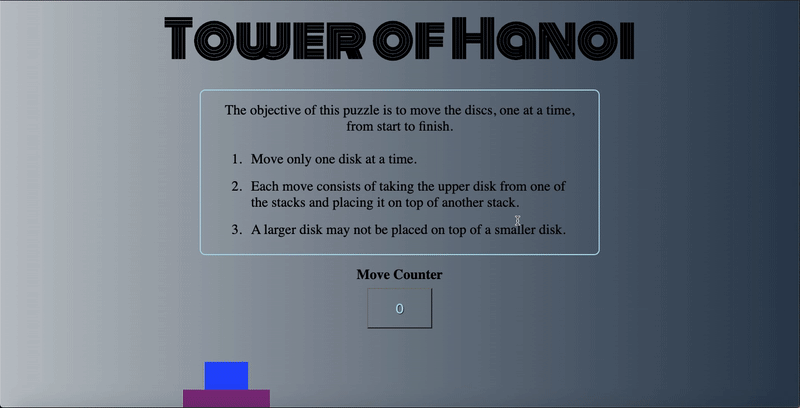 TOWER OF HANOI
The objective of this puzzle is to move the discs, one at a time,
from start to finish.
1. Move only one disk at a time.
2. Each move consists of taking the upper disk from one of
the stacks and placing it on top of another stack.
3. A larger disk may not be placed on top of a smaller disk.
Move Counter
0